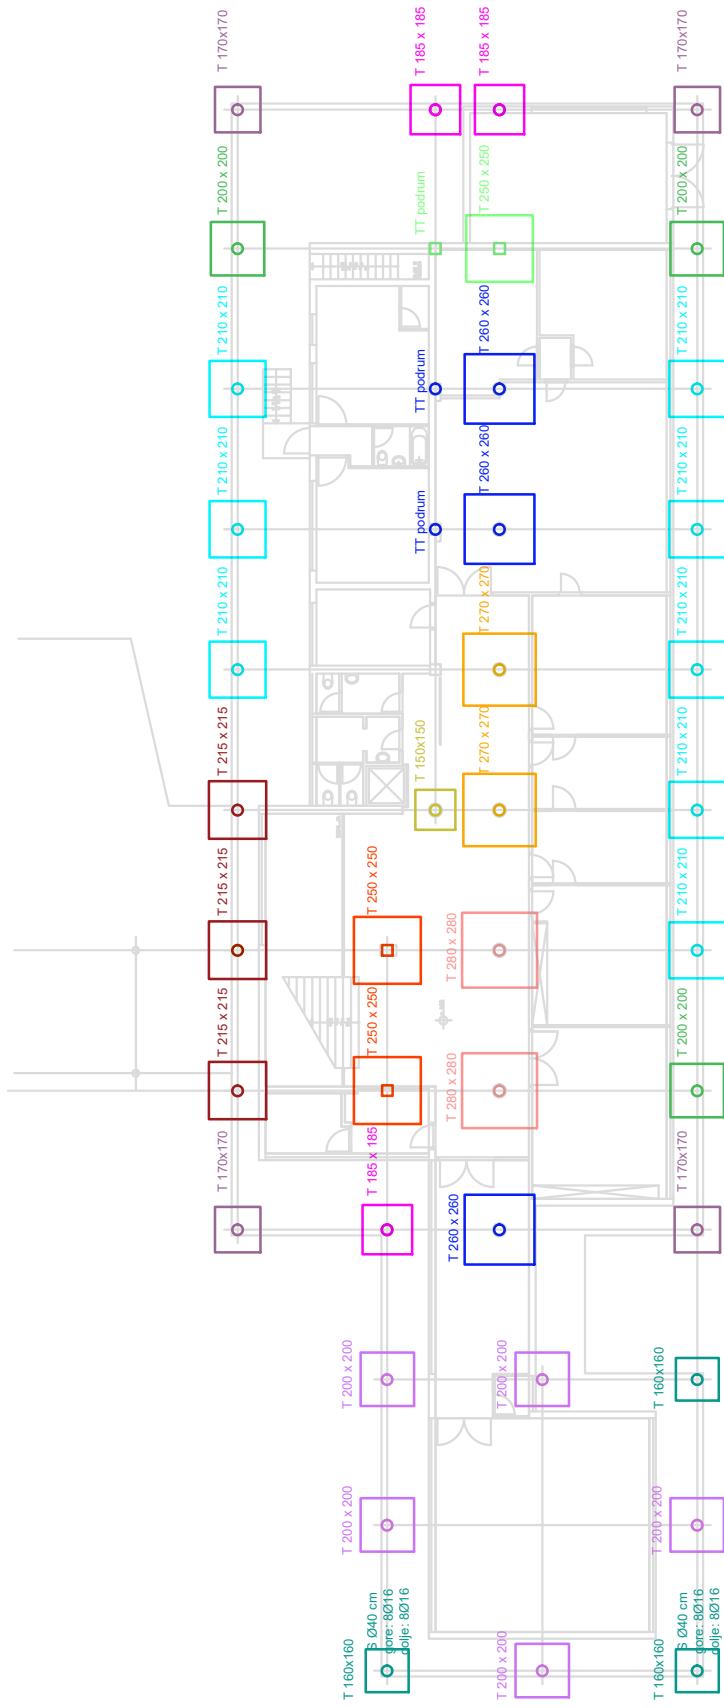 T 170x170
T 185 x 185
T 185 x 185
T 170x170
T 200 x 200
TT podrum
T 250 x 250
T 200 x 200
T 210 x 210
TT podrum
T 260 x 260
T 210 x 210
T 210 x 210
TT podrum
T 260 x 260
T 210 x 210
T 210 x 210
T 270 x 270
T 210 x 210
T 215 x 215
T 150x150
T 270 x 270
T 210 x 210
T 215 x 215
T 250 x 250
T 280 x 280
T 210 x 210
T 215 x 215
T 250 x 250
T 280 x 280
T 200 x 200
T 170x170
T 185 x 185
T 260 x 260
T 170x170
T 200 x 200
T 200 x 200
T 160x160
T 200 x 200
T 200 x 200
T 160x160
S Ø40 cm
gore: 8Ø16
dolje: 8Ø16
T 200 x 200
T 160x160
S Ø40 cm
gore: 8Ø16
dolje: 8Ø16